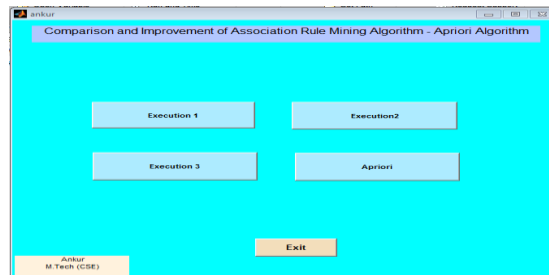 ankur
Comparison and Improvement of Association Rule Mining Algorithm - Apriori Algorithm
Execution 1
Execution2
Execution 3
Apriori
Exit
Ankur
M.Tech (CSE)